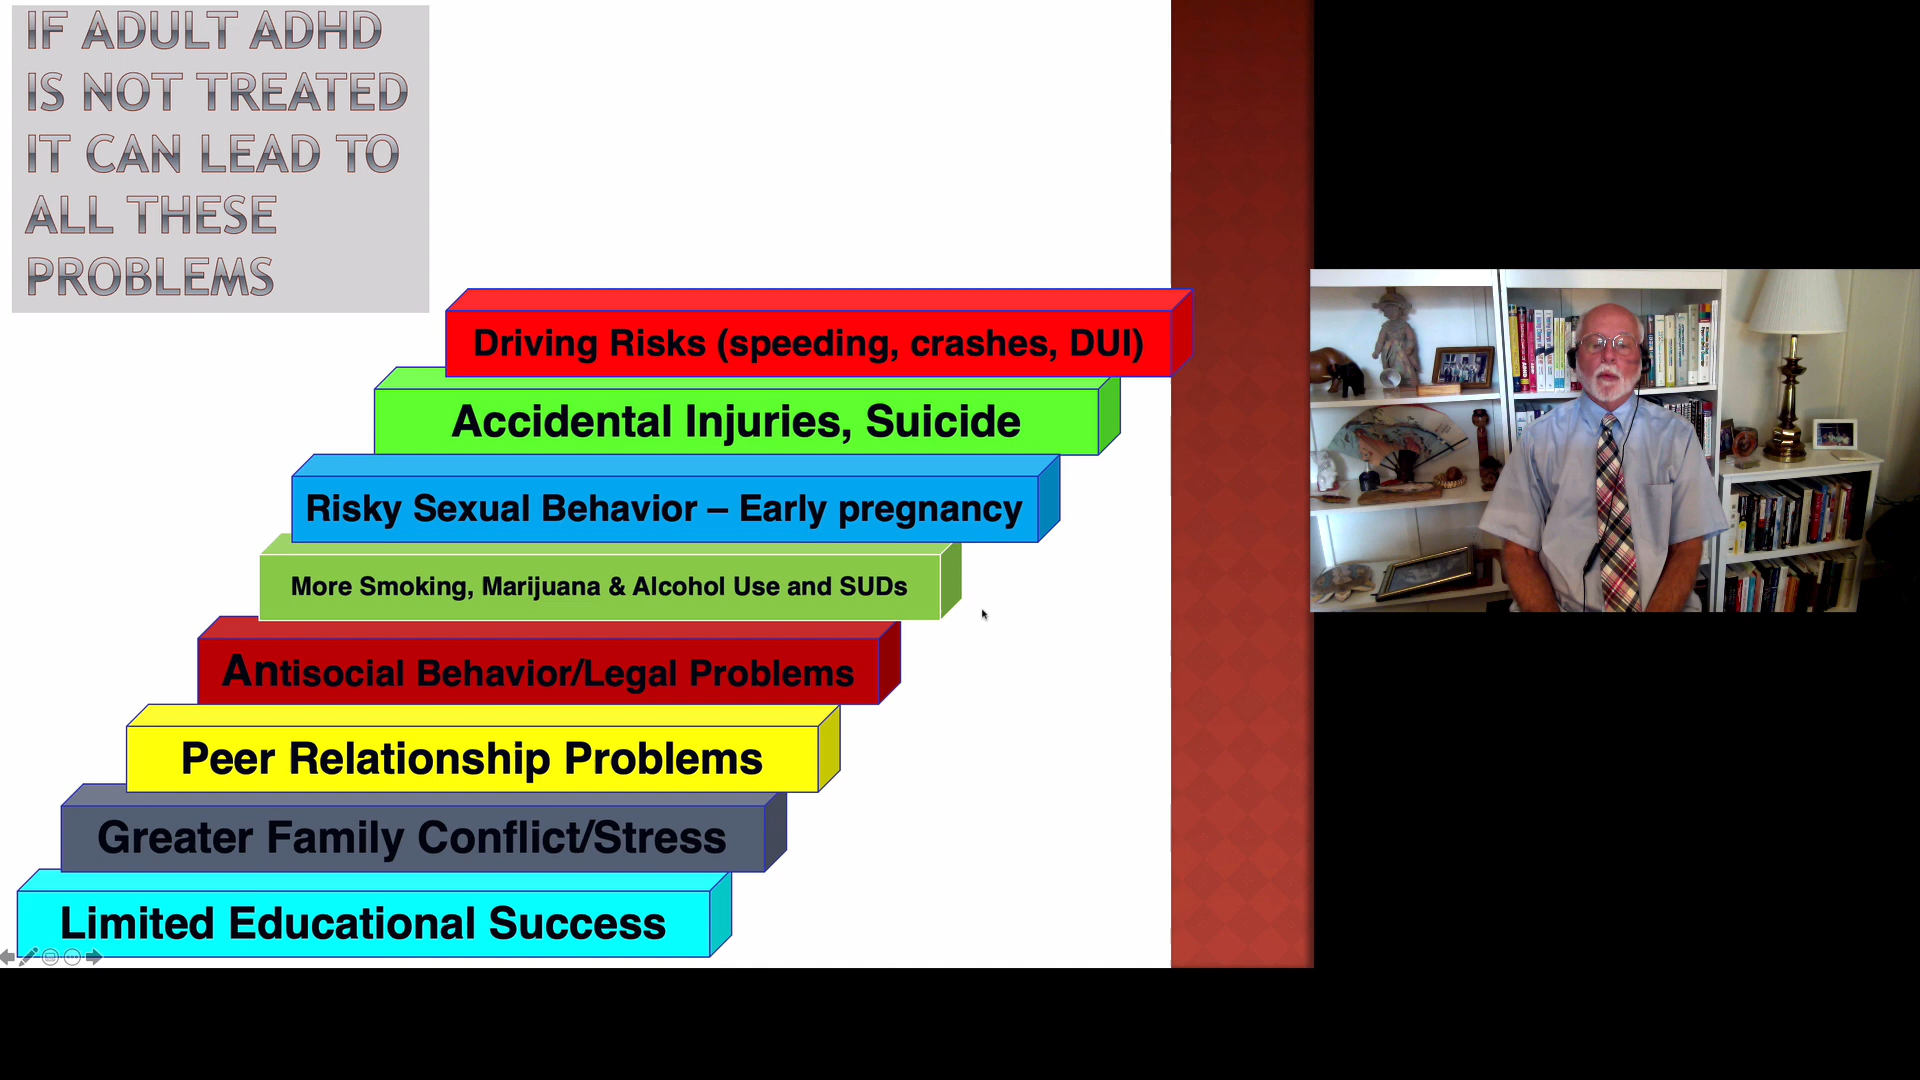 IF ADULT ADHD
IS NOT TREATED
IT CAN LEAD TO
ALL THESE
PROBLEMS
Driving Risks (speeding, crashes, DUI)
Accidental Injuries, Suicide
Risky Sexual Behavior – Early pregnancy
More Smoking, Marijuana & Alcohol Use and SUDs
Antisocial Behavior/Legal Problems
Peer Relationship Problems
Greater Family Conflict/Stress
Limited Educational Success